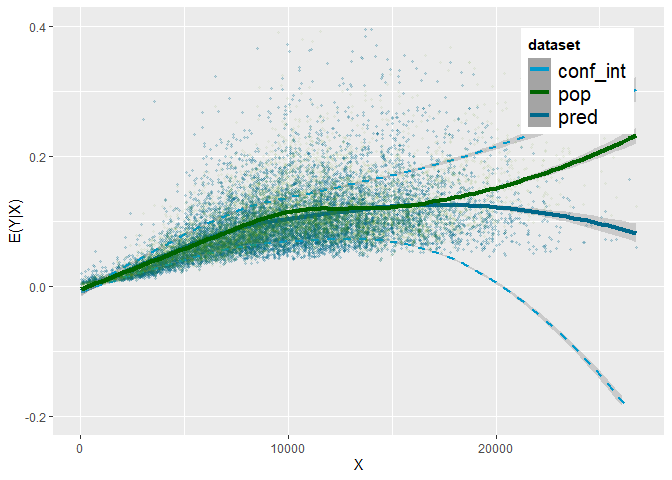 0.4
dataset
conf_int
pop
pred
0.2
E(Y|X)
0.0
-0.2
0
10000
20000
X